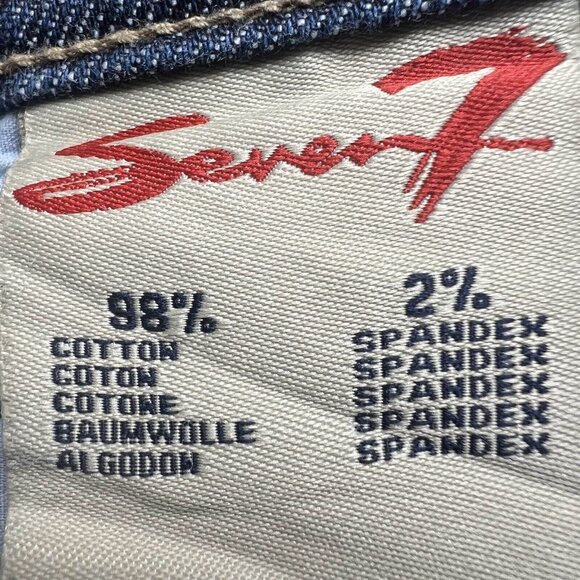 Seven7
98% 2%
COTTON SPANDEX
COTON SPANDEX
COTONE SPANDEX
BAUMWOLLE SPANDEX
ALGODON SPANDEX